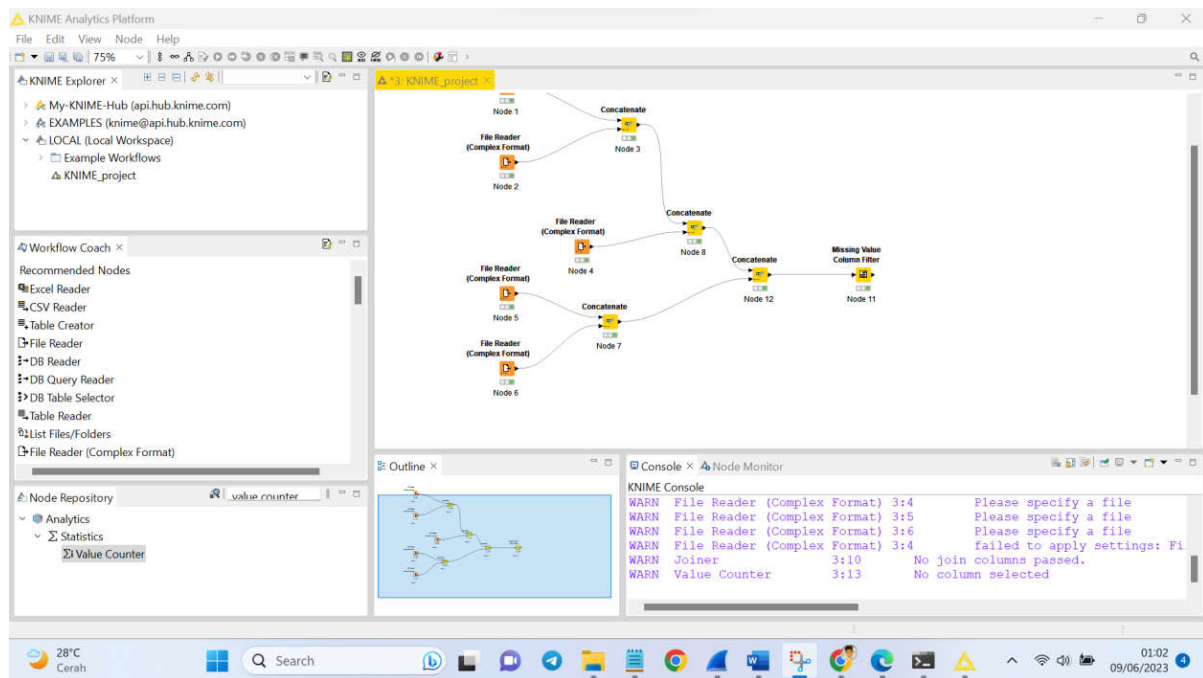 KNIME Analytics Platform
File Edit View Node Help
75%
KNIME Explorer
My-KNIME-Hub (api.hub.knime.com)
EXAMPLES (knime@api.hub.knime.com)
LOCAL (Local Workspace)
Example Workflows
KNIME_project
Workflow Coach
Recommended Nodes
Excel Reader
CSV Reader
Table Creator
File Reader
DB Reader
DB Query Reader
DB Table Selector
Table Reader
List Files/Folders
File Reader (Complex Format)
Node Repository
value counter
Analytics
Statistics
Value Counter
*3: KNIME_project
Node 1
Concatenate
Node 3
File Reader
(Complex Format)
Node 2
Concatenate
Node 8
File Reader
(Complex Format)
Node 4
Concatenate
Node 12
Missing Value
Column Filter
Node 11
File Reader
(Complex Format)
Node 5
Concatenate
Node 7
File Reader
(Complex Format)
Node 6
Outline
Console Node Monitor
KNIME Console
WARN File Reader (Complex Format) 3:4 Please specify a file
WARN File Reader (Complex Format) 3:5 Please specify a file
WARN File Reader (Complex Format) 3:6 Please specify a file
WARN File Reader (Complex Format) 3:4 failed to apply settings: Fi
WARN Joiner 3:10 No join columns passed.
WARN Value Counter 3:13 No column selected
28°C
Cerah
Search
01:02
09/06/2023
4